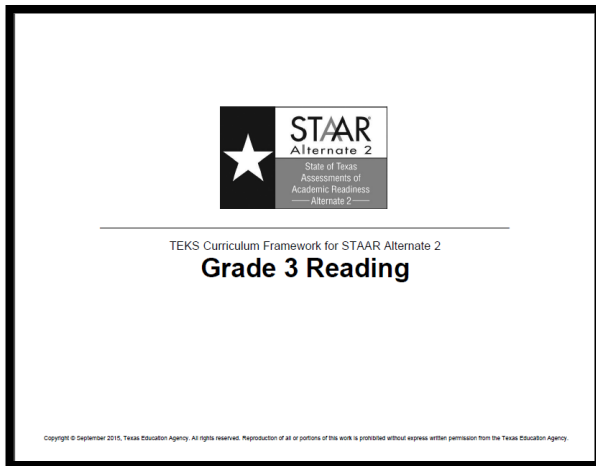 STAAR®
Alternate 2
State of Texas
Assessments of
Academic Readiness
Alternate 2
TEKS Curriculum Framework for STAAR Alternate 2
Grade 3 Reading
Copyright © September 2015, Texas Education Agency. All rights reserved. Reproduction of all or portions of this work is prohibited without express written permission from the Texas Education Agency.